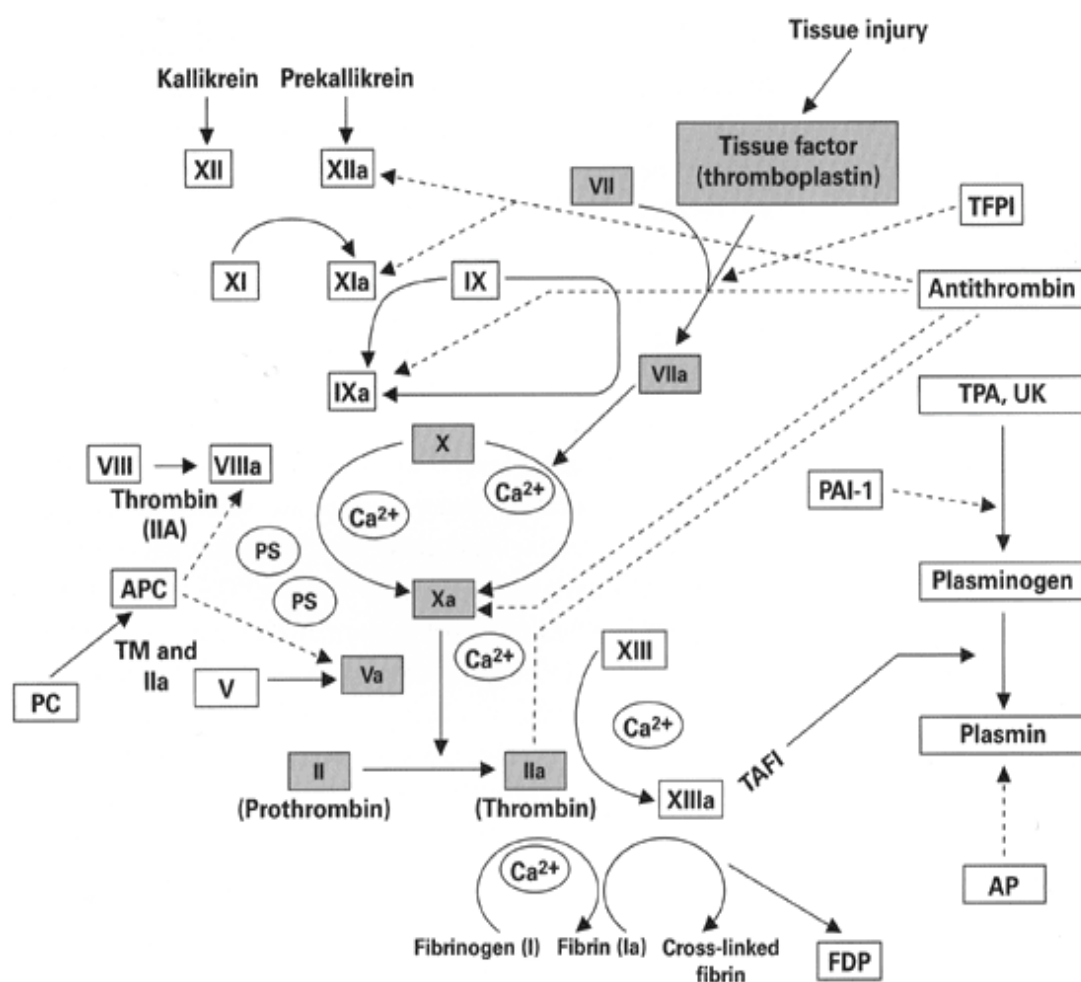 Tissue injury
Kallikrein
Prekallikrein
Tissue factor
(thromboplastin)
XII
XIIa
VII
TFPI
XI
XIa
IX
Antithrombin
IXa
VIIa
TPA, UK
X
VIII
VIIIa
Ca2+
Ca2+
PAI-1
Thrombin
(IIA)
PS
PS
APC
Xa
Plasminogen
Ca2+
XIII
TM and
IIa
V
Va
PC
Ca2+
Plasmin
II
IIa
TAFI
XIIIa
(Prothrombin)
(Thrombin)
Ca2+
AP
Fibrinogen (I)
Fibrin (Ia)
Cross-linked
fibrin
FDP